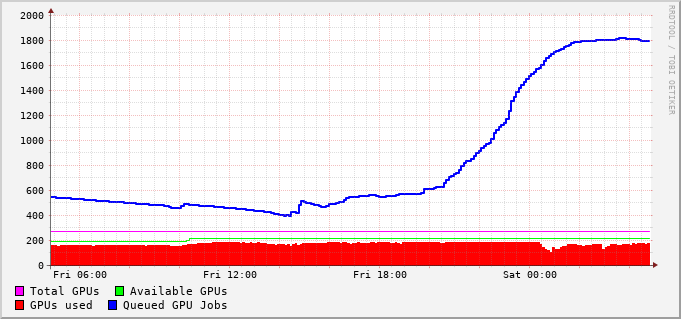 2000
1800
1600
1400
1200
1000
800
600
400
200
0
Fri 06:00 Fri 12:00 Fri 18:00 Sat 00:00
Total GPUs Available GPUs
GPUs used Queued GPU Jobs
RRDTOOL / TOBI OETIKER